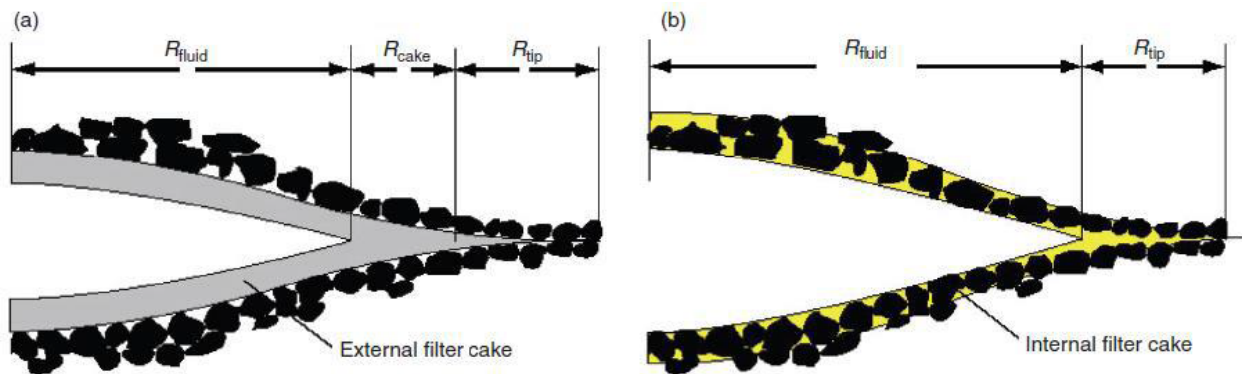 (a)
R_fluid
R_cake
R_tip
External filter cake
(b)
R_fluid
R_tip
Internal filter cake